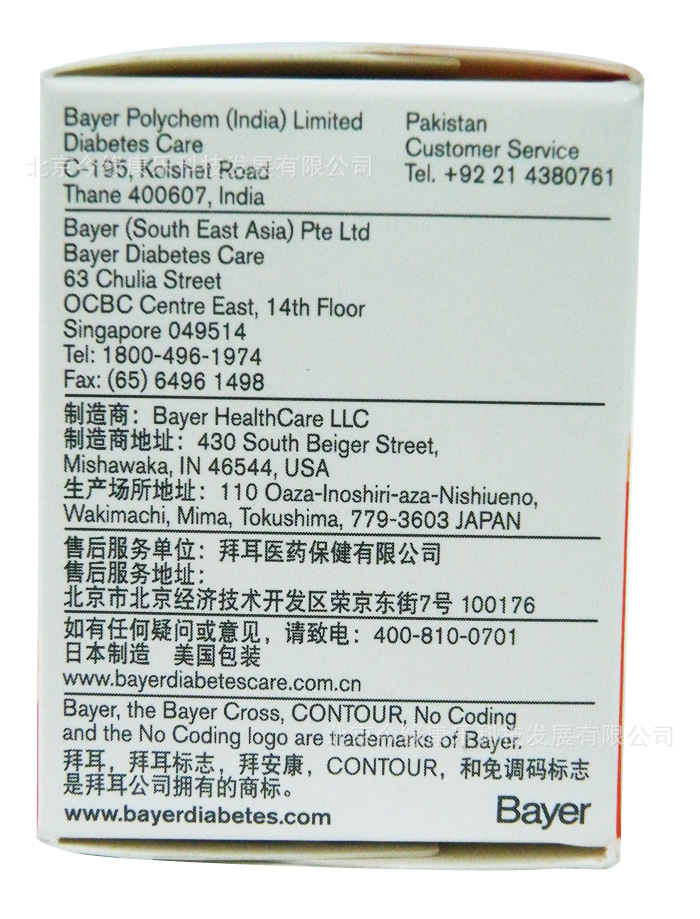 Bayer Polychem (India) Limited
Diabetes Care
C-195, Kolshet Road
Thane 400607, India
Pakistan
Customer Service
Tel. +92 21 4380761
Bayer (South East Asia) Pte Ltd
Bayer Diabetes Care
63 Chulia Street
OCBC Centre East, 14th Floor
Singapore 049514
Tel: 1800-496-1974
Fax: (65) 6496 1498
制造商：Bayer HealthCare LLC
制造商地址：430 South Beiger Street,
Mishawaka, IN 46544, USA
生产场所地址：110 Oaza-Inoshiri-aza-Nishiueno,
Wakimachi, Mima, Tokushima, 779-3603 JAPAN
售后服务单位：拜耳医药保健有限公司
售后服务地址：
北京市北京经济技术开发区荣京东街7号 100176
如有任何疑问或意见，请致电：400-810-0701
日本制造 美国包装
www.bayerdiabetescare.com.cn
Bayer, the Bayer Cross, CONTOUR, No Coding
and the No Coding logo are trademarks of Bayer.
拜耳，拜耳标志，拜安康，CONTOUR，和免调码标志
是拜耳公司拥有的商标。
www.bayerdiabetes.com
Bayer